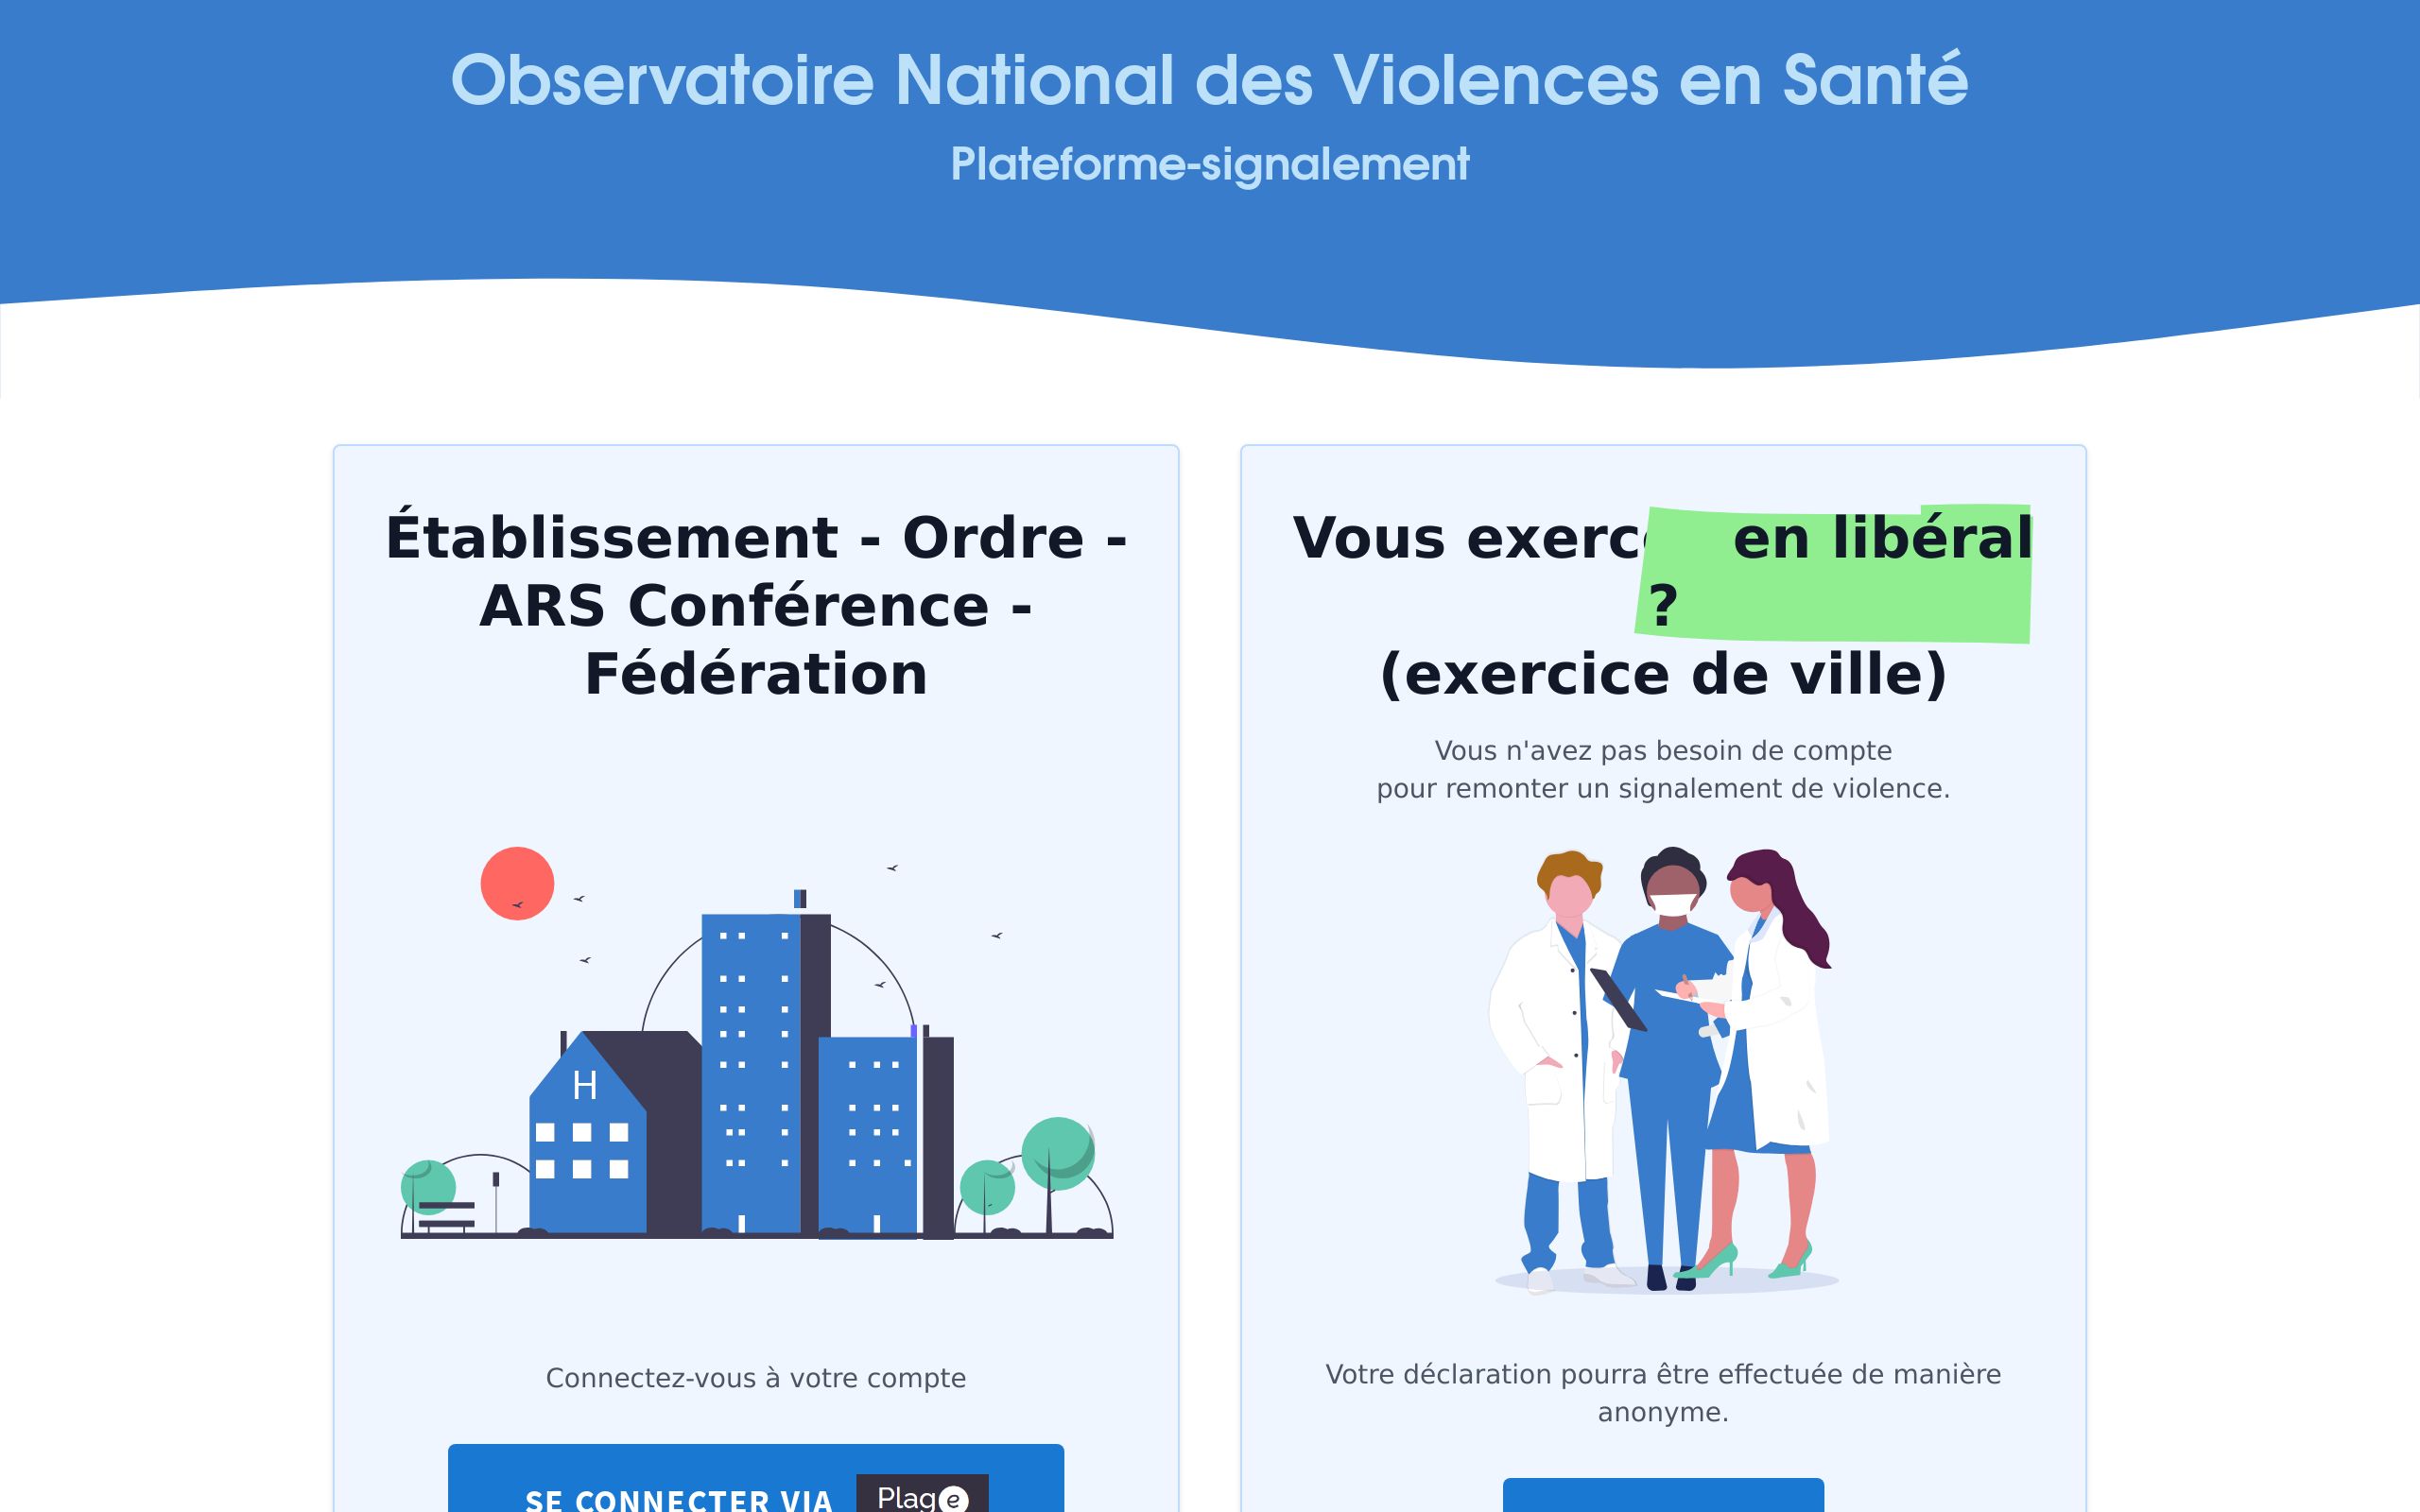 Observatoire National des Violences en Santé
Plateforme-signalement
Établissement - Ordre -
ARS Conférence -
Fédération
H
Connectez-vous à votre compte
SE CONNECTER VIA Plage
Vous exerc en libéral
?
(exercice de ville)
Vous n'avez pas besoin de compte
pour remonter un signalement de violence.
Votre déclaration pourra être effectuée de manière
anonyme.